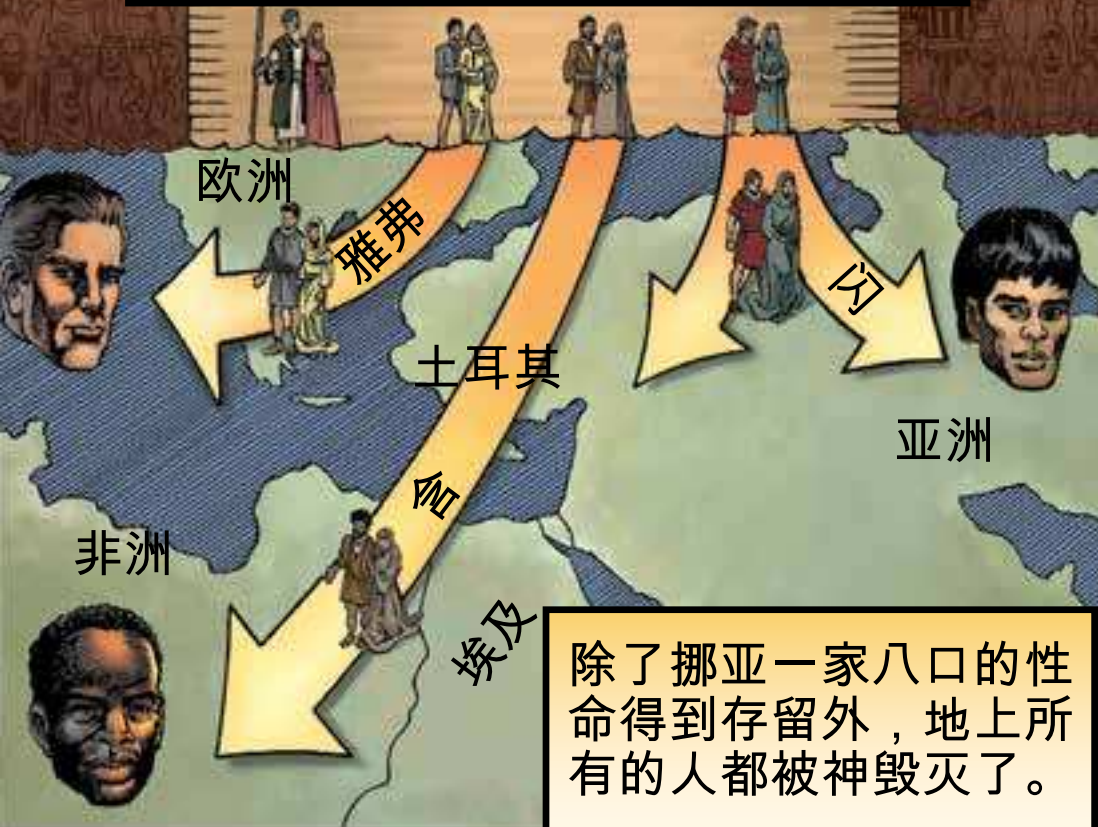 欧洲
雅弗
闪
土耳其
亚洲
含
非洲
埃及
除了挪亚一家八口的性
命得到存留外，地上所
有的人都被神毁灭了。